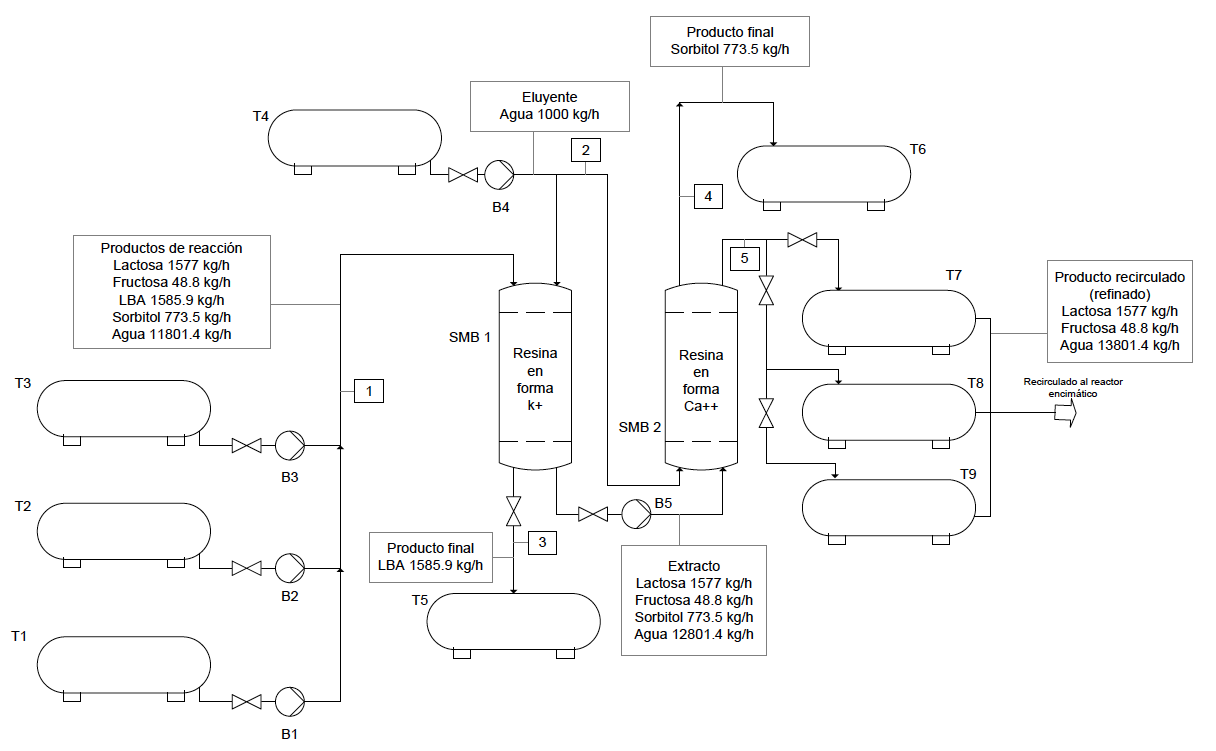 Producto final
Sorbitol 773.5 kg/h
Eluyente
Agua 1000 kg/h
T4
2
B4
T6
4
Productos de reacción
Lactosa 1577 kg/h
Fructosa 48.8 kg/h
LBA 1585.9 kg/h
Sorbitol 773.5 kg/h
Agua 11801.4 kg/h
5
T7
Producto recirculado
(refinado)
Lactosa 1577 kg/h
Fructosa 48.8 kg/h
Agua 13801.4 kg/h
SMB 1
Resina
en
forma
k+
Resina
en
forma
Ca++
SMB 2
T3
1
B3
T8
Recirculado al reactor
encimático
T9
T2
B2
B5
3
Producto final
LBA 1585.9 kg/h
T5
Extracto
Lactosa 1577 kg/h
Fructosa 48.8 kg/h
Sorbitol 773.5 kg/h
Agua 12801.4 kg/h
T1
B1